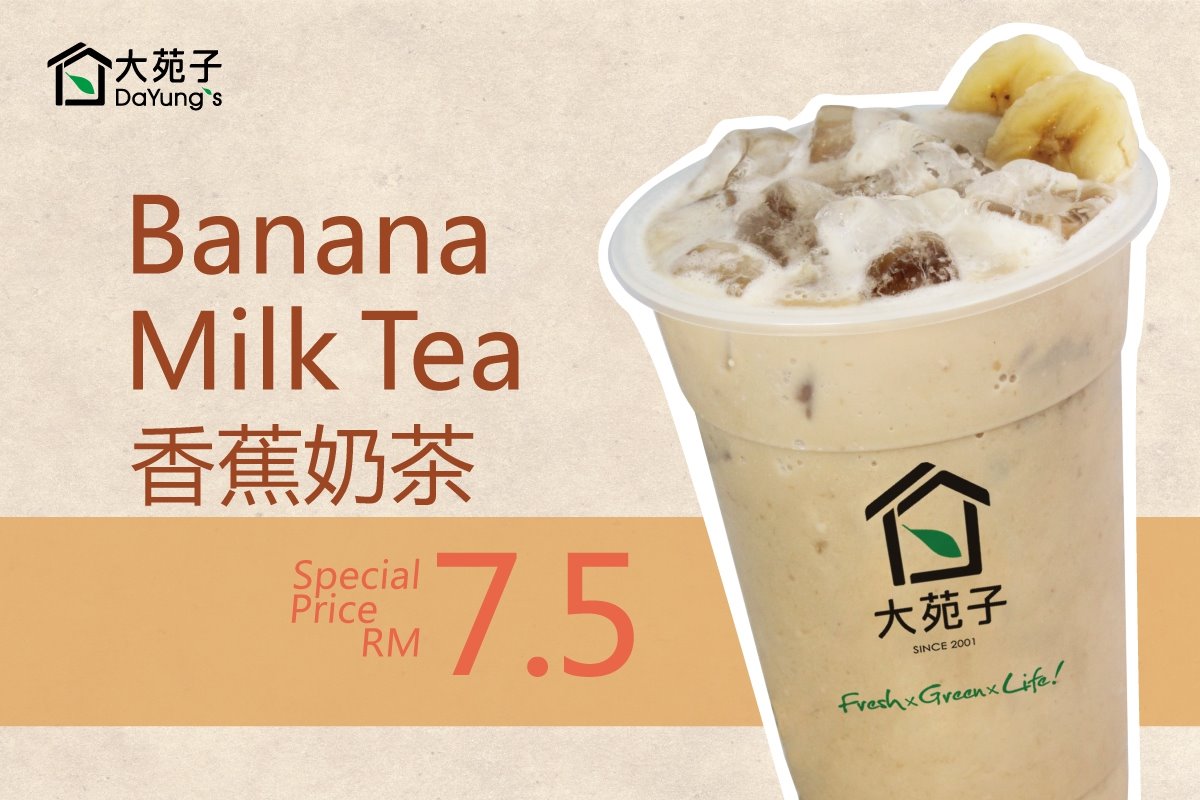 大苑子
DaYung's
Banana
Milk Tea
香蕉奶茶
Special
Price
RM
7.5
大苑子
SINCE 2001
Fresh x Green x Life!